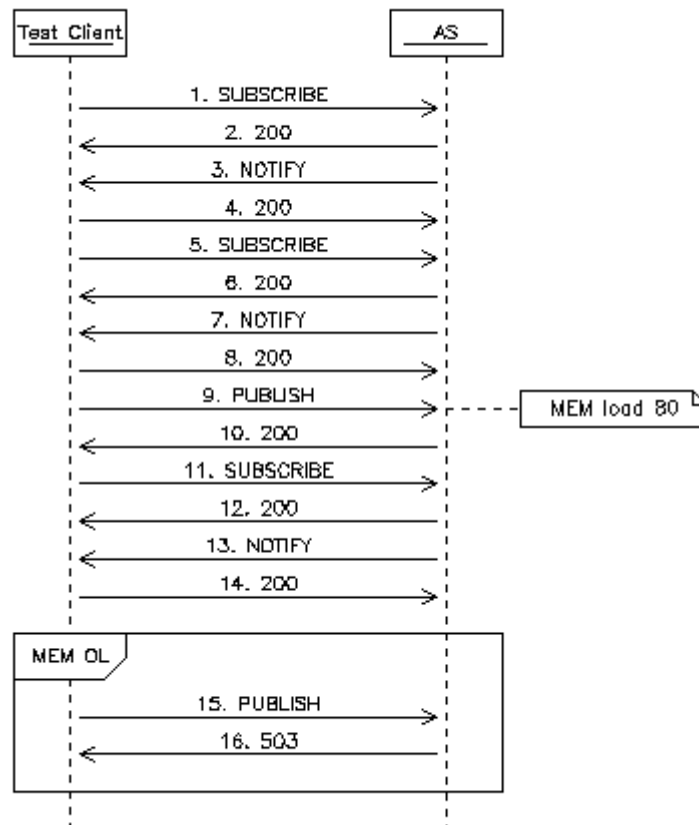 Test Client
AS
1. SUBSCRIBE
2. 200
3. NOTIFY
4. 200
5. SUBSCRIBE
6. 200
7. NOTIFY
8. 200
9. PUBLISH
MEM load 80
10. 200
11. SUBSCRIBE
12. 200
13. NOTIFY
14. 200
MEM OL
15. PUBLISH
16. 503